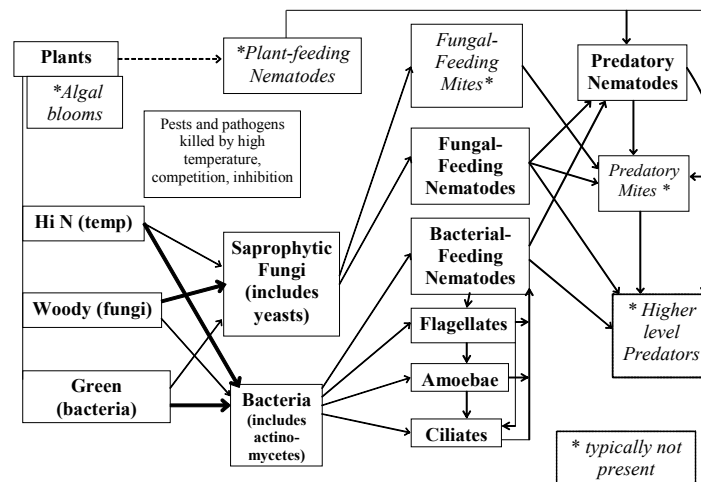 Plants
*Algal
blooms
*Plant-feeding
Nematodes
Fungal-
Feeding
Mites*
Predatory
Nematodes
Pests and pathogens
killed by high
temperature,
competition, inhibition
Fungal-
Feeding
Nematodes
Predatory
Mites *
Hi N (temp)
Saprophytic
Fungi
(includes
yeasts)
Bacterial-
Feeding
Nematodes
Woody (fungi)
Flagellates
* Higher
level
Predators
Green
(bacteria)
Bacteria
(includes
actino-
mycetes)
Amoebae
Ciliates
* typically not
present